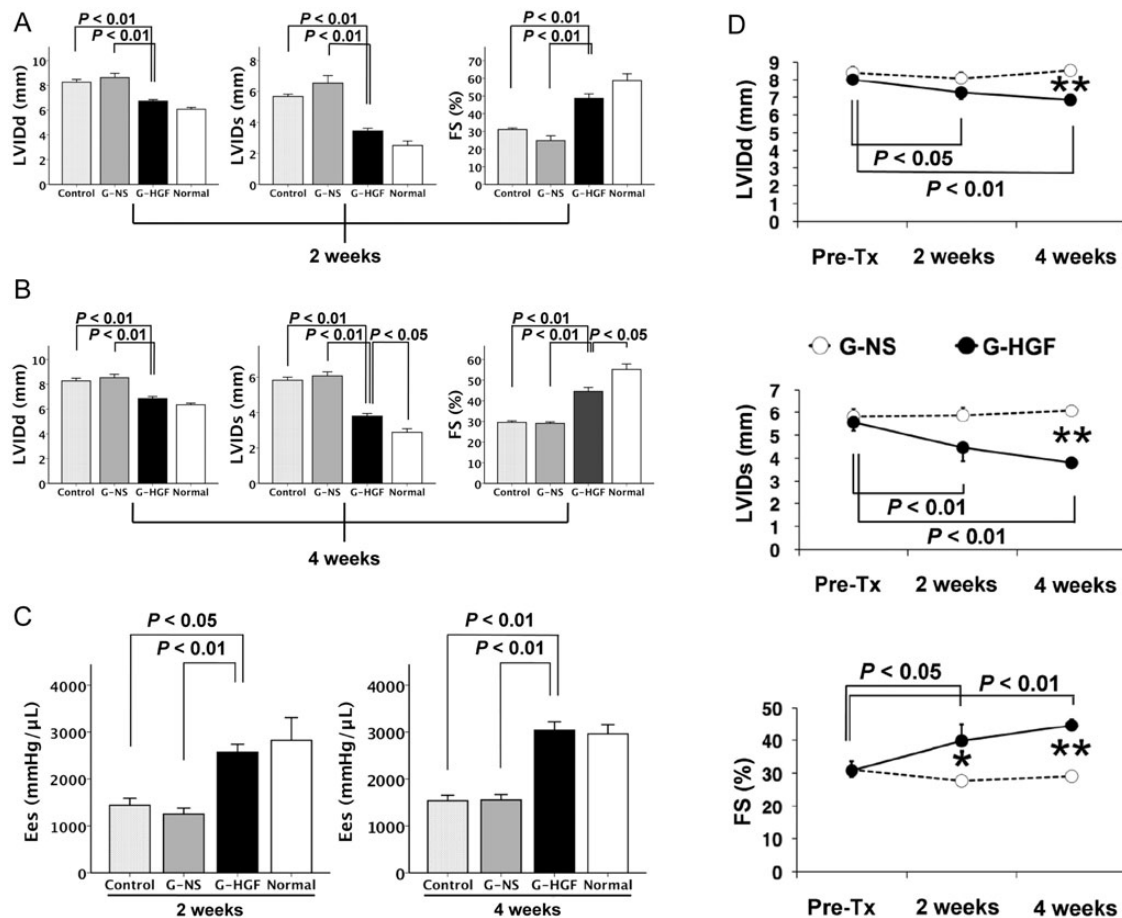 A
P < 0.01
P < 0.01
LVIDd (mm)
10
8
6
4
2
0
Control G-NS G-HGF Normal
P < 0.01
P < 0.01
LVIDs (mm)
8
6
4
2
0
Control G-NS G-HGF Normal
P < 0.01
P < 0.01
FS (%)
70
60
50
40
30
20
10
0
Control G-NS G-HGF Normal
2 weeks
B
P < 0.01
P < 0.01
LVIDd (mm)
10
8
6
4
2
0
Control G-NS G-HGF Normal
P < 0.01
P < 0.01
P < 0.05
LVIDs (mm)
6
4
2
0
Control G-NS G-HGF Normal
P < 0.01
P < 0.01
P < 0.05
FS (%)
60
50
40
30
20
10
0
Control G-NS G-HGF Normal
4 weeks
C
P < 0.05
P < 0.01
Ees (mmHg/μL)
4000
3000
2000
1000
0
Control G-NS G-HGF Normal
2 weeks
P < 0.01
P < 0.01
Ees (mmHg/μL)
4000
3000
2000
1000
0
Control G-NS G-HGF Normal
4 weeks
D
LVIDd (mm)
9
8
7
6
5
4
3
2
1
0
**
P < 0.05
P < 0.01
Pre-Tx 2 weeks 4 weeks
G-NS G-HGF
LVIDs (mm)
7
6
5
4
3
2
1
0
**
P < 0.01
P < 0.01
Pre-Tx 2 weeks 4 weeks
P < 0.05
P < 0.01
FS (%)
50
40
30
20
10
0
*
**
Pre-Tx 2 weeks 4 weeks